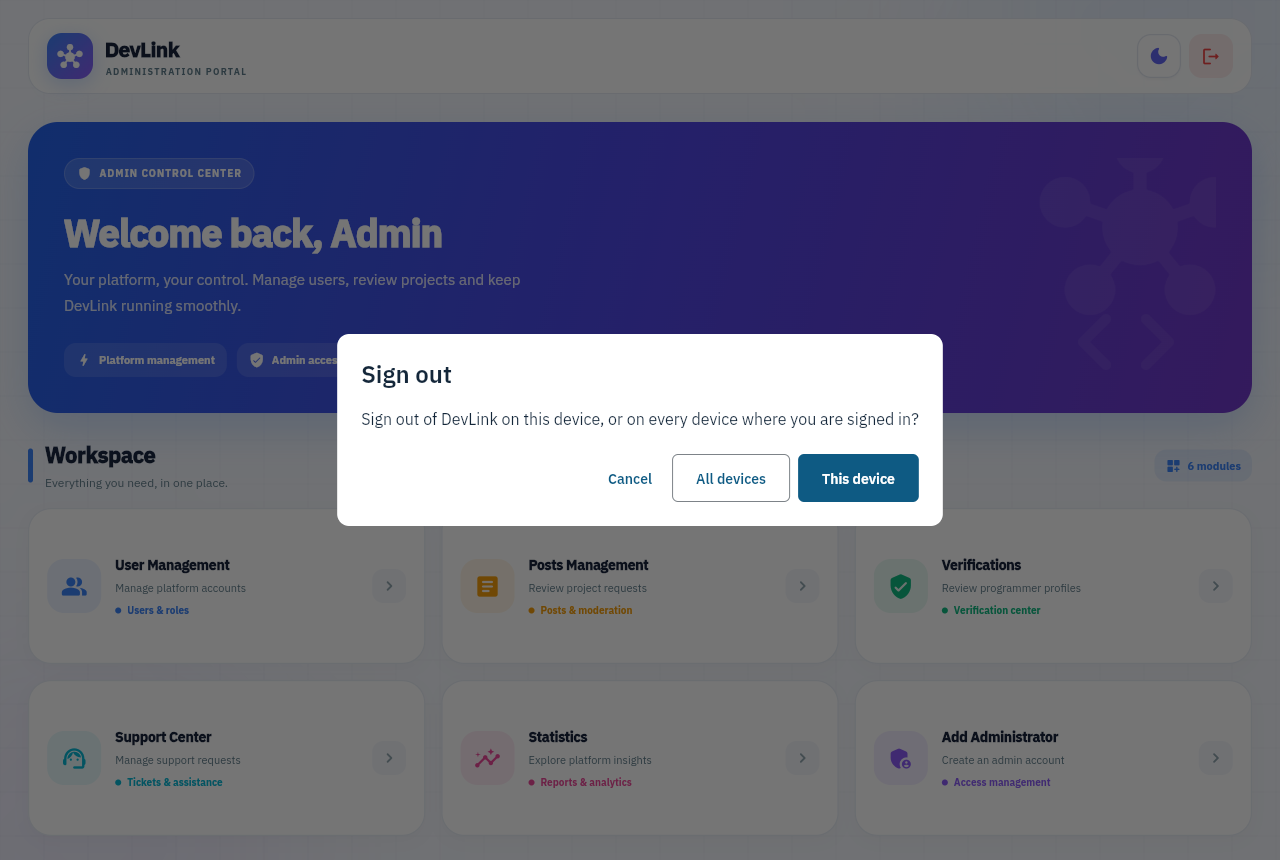 DevLink
ADMINISTRATION PORTAL
ADMIN CONTROL CENTER
Welcome back, Admin
Your platform, your control. Manage users, review projects and keep
DevLink running smoothly.
Platform management
Admin
Sign out
Sign out of DevLink on this device, or on every device where you are signed in?
Cancel
All devices
This device
Workspace
Everything you need, in one place.
6 modules
User Management
Manage platform accounts
Users & roles
Posts Management
Review project requests
Posts & moderation
Verifications
Review programmer profiles
Verification center
Support Center
Manage support requests
Tickets & assistance
Statistics
Explore platform insights
Reports & analytics
Add Administrator
Create an admin account
Access management